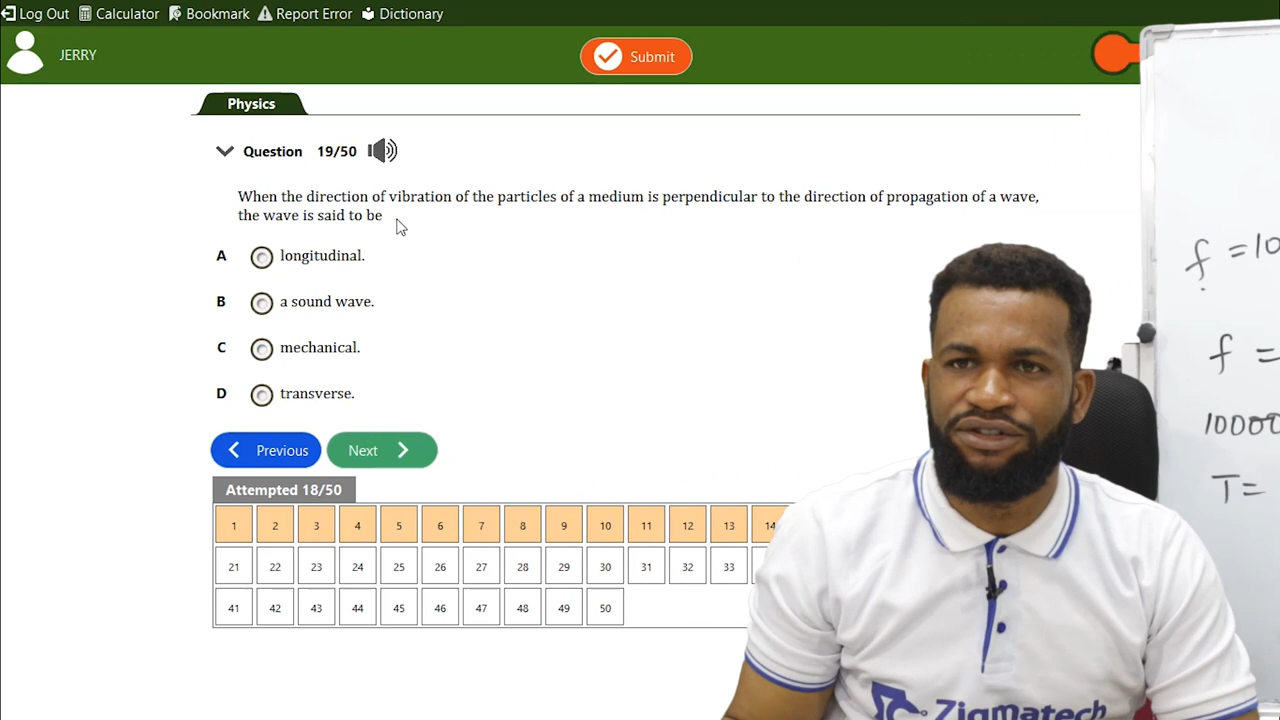 Log Out Calculator Bookmark Report Error Dictionary
JERRY
Submit
Physics
Question 19/50
When the direction of vibration of the particles of a medium is perpendicular to the direction of propagation of a wave,
the wave is said to be
A longitudinal.
B a sound wave.
C mechanical.
D transverse.
Previous Next
Attempted 18/50
1 2 3 4 5 6 7 8 9 10 11 12 13 14
21 22 23 24 25 26 27 28 29 30 31 32 33
41 42 43 44 45 46 47 48 49 50
f = 10
f =
10000
T =
Zigmatech